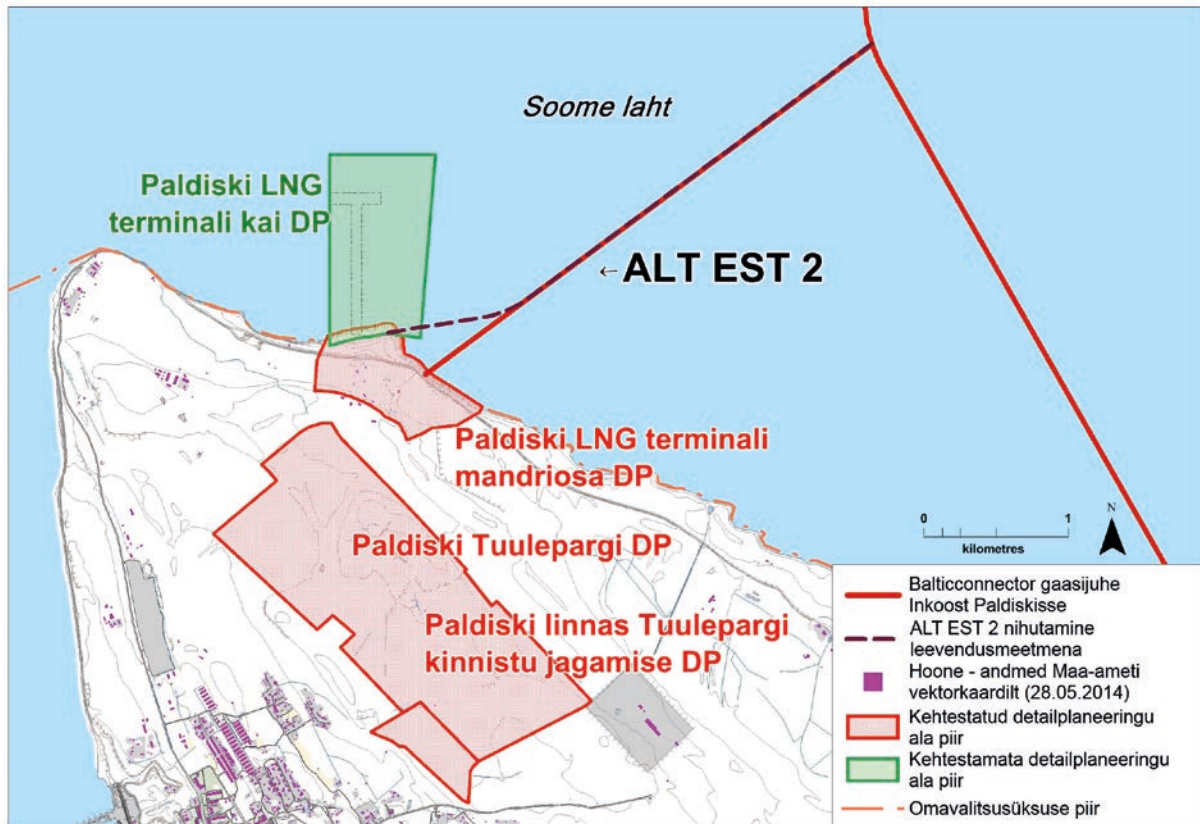 Soome laht
Paldiski LNG
terminali kai DP
←ALT EST 2
Paldiski LNG terminali
mandriosa DP
Paldiski Tuulepargi DP
Paldiski linnas Tuulepargi
kinnistu jagamise DP
N
0 1
kilometres
Balticconnector gaasijuhe
Inkoost Paldiskisse
ALT EST 2 nihutamine
leevendusmeetmena
Hoone - andmed Maa-ameti
vektorkaardilt (28.05.2014)
Kehtestatud detailplaneeringu
ala piir
Kehtestamata detailplaneeringu
ala piir
Omavalitsusüksuse piir